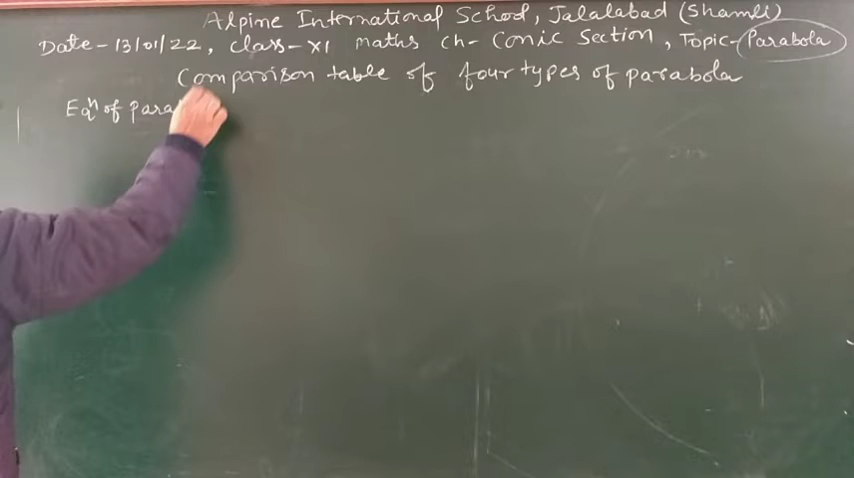 Alpine International School, Jalalabad (Shamli)
Date - 13/01/22, class - XI maths ch- Conic Section, Topic - Parabola
Comparison table of four types of parabola
Eqn of para